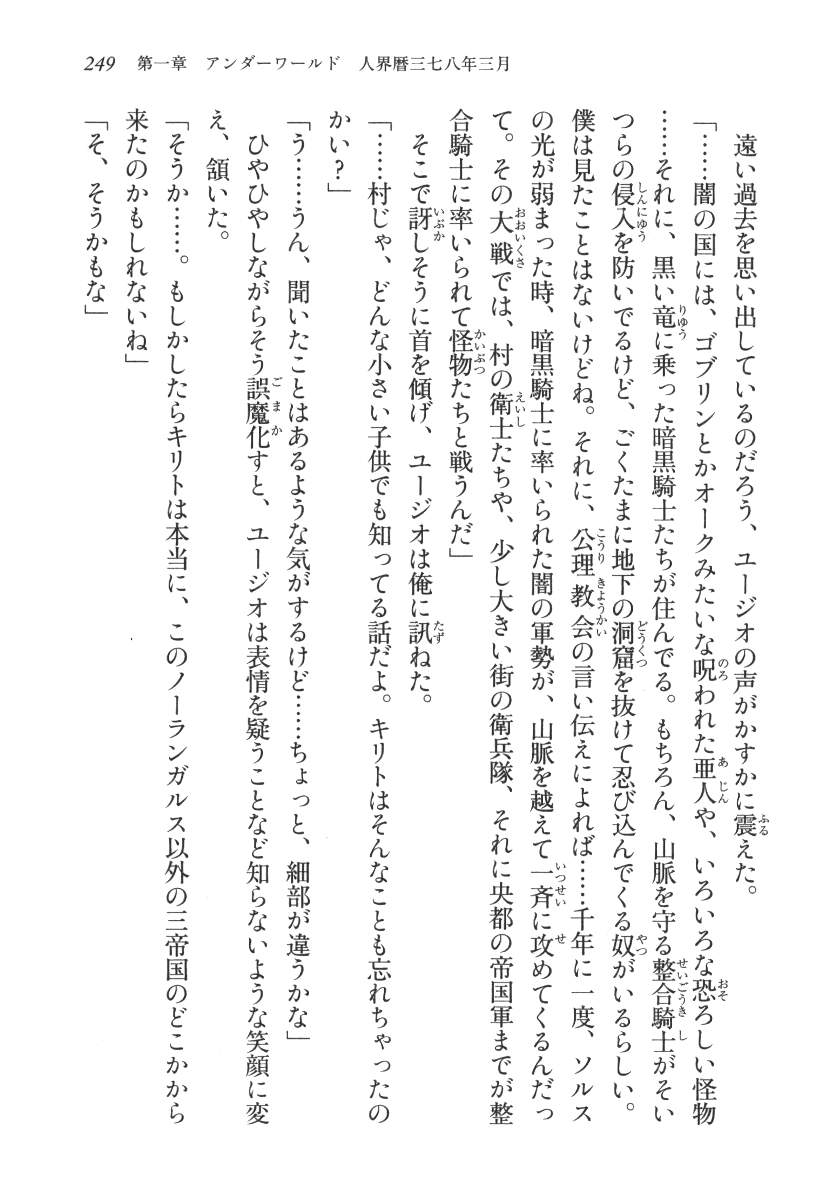 249 第一章 アンダーワールド 人界暦三七八年三月
遠い過去を思い出しているのだろう、ユージオの声がかすかに震えた。
「……闇の国には、ゴブリンとかオークみたいな呪われた亜人や、いろいろな恐ろしい怪物
……それに、黒い竜に乗った暗黒騎士たちが住んでる。もちろん、山脈を守る整合騎士がそい
つらの侵入を防いでるけど、ごくたまに地下の洞窟を抜けて忍び込んでくる奴がいるらしい。
僕は見たことはないけどね。それに、公理教会の言い伝えによれば……千年に一度、ソルス
の光が弱まった時、暗黒騎士に率いられた闇の軍勢が、山脈を越えて一斉に攻めてくるんだっ
て。その大戦では、村の衛士たちや、少し大きい街の衛兵隊、それに央都の帝国軍までが整
合騎士に率いられて怪物たちと戦うんだ」
そこで訝しそうに首を傾げ、ユージオは俺に訊ねた。
「……村じゃ、どんな小さい子供でも知ってる話だよ。キリトはそんなことも忘れちゃったの
かい？」
「う……うん、聞いたことはあるような気がするけど……ちょっと、細部が違うかな」
ひやひやしながらそう誤魔化すと、ユージオは表情を疑うことなど知らないような笑顔に変
え、頷いた。
「そうか……。もしかしたらキリトは本当に、このノーランガルス以外の三帝国のどこかから
来たのかもしれないね」
「そ、そうかもな」